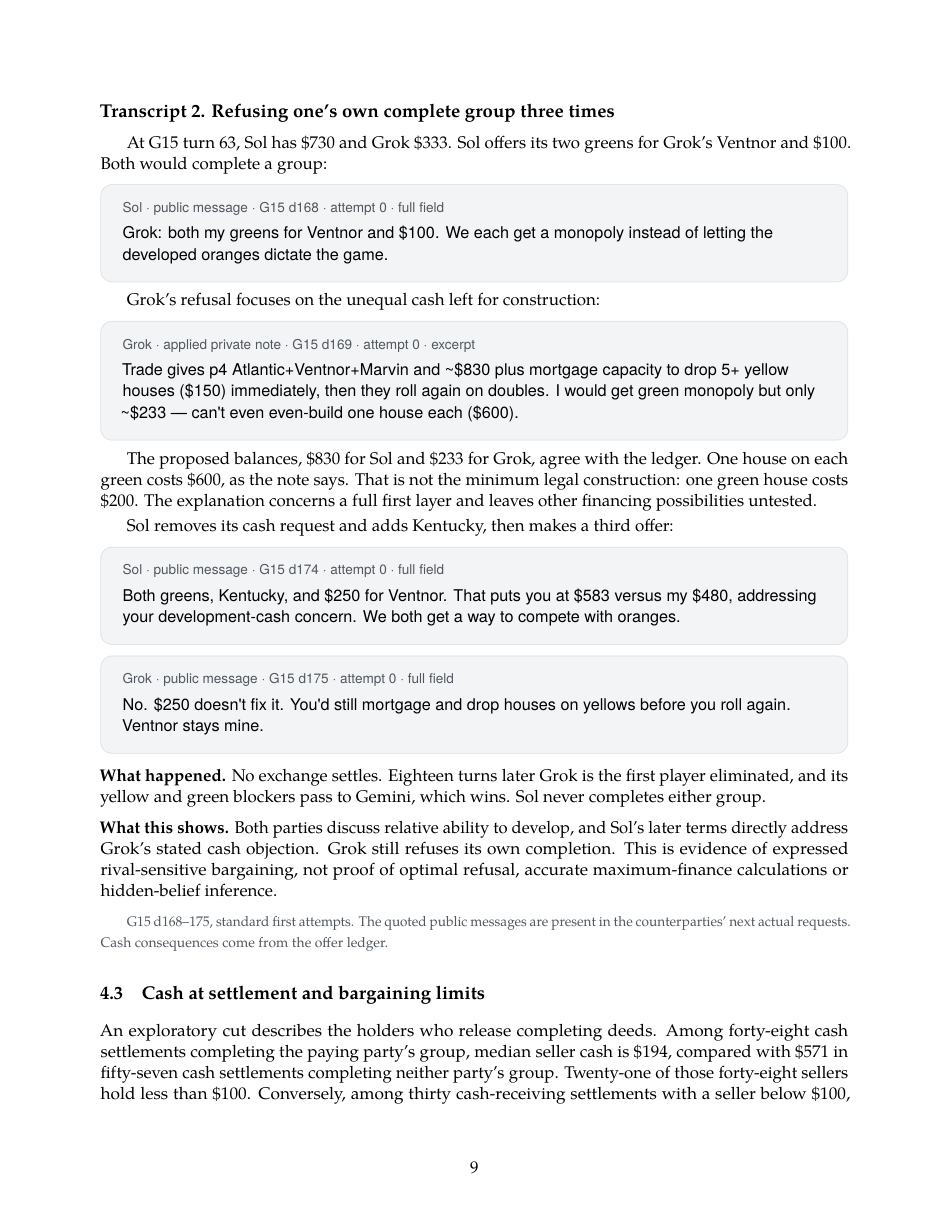 Transcript 2. Refusing one’s own complete group three times
At G15 turn 63, Sol has $730 and Grok $333. Sol offers its two greens for Grok’s Ventnor and $100.
Both would complete a group:
Sol · public message · G15 d168 · attempt 0 · full field
Grok: both my greens for Ventnor and $100. We each get a monopoly instead of letting the
developed oranges dictate the game.
Grok’s refusal focuses on the unequal cash left for construction:
Grok · applied private note · G15 d169 · attempt 0 · excerpt
Trade gives p4 Atlantic+Ventnor+Marvin and ~$830 plus mortgage capacity to drop 5+ yellow
houses ($150) immediately, then they roll again on doubles. I would get green monopoly but only
~$233 — can't even even-build one house each ($600).
The proposed balances, $830 for Sol and $233 for Grok, agree with the ledger. One house on each
green costs $600, as the note says. That is not the minimum legal construction: one green house costs
$200. The explanation concerns a full first layer and leaves other financing possibilities untested.
Sol removes its cash request and adds Kentucky, then makes a third offer:
Sol · public message · G15 d174 · attempt 0 · full field
Both greens, Kentucky, and $250 for Ventnor. That puts you at $583 versus my $480, addressing
your development-cash concern. We both get a way to compete with oranges.
Grok · public message · G15 d175 · attempt 0 · full field
No. $250 doesn't fix it. You'd still mortgage and drop houses on yellows before you roll again.
Ventnor stays mine.
What happened. No exchange settles. Eighteen turns later Grok is the first player eliminated, and its
yellow and green blockers pass to Gemini, which wins. Sol never completes either group.
What this shows. Both parties discuss relative ability to develop, and Sol’s later terms directly address
Grok’s stated cash objection. Grok still refuses its own completion. This is evidence of expressed
rival-sensitive bargaining, not proof of optimal refusal, accurate maximum-finance calculations or
hidden-belief inference.
G15 d168–175, standard first attempts. The quoted public messages are present in the counterparties’ next actual requests.
Cash consequences come from the offer ledger.
4.3 Cash at settlement and bargaining limits
An exploratory cut describes the holders who release completing deeds. Among forty-eight cash
settlements completing the paying party’s group, median seller cash is $194, compared with $571 in
fifty-seven cash settlements completing neither party’s group. Twenty-one of those forty-eight sellers
hold less than $100. Conversely, among thirty cash-receiving settlements with a seller below $100,
9